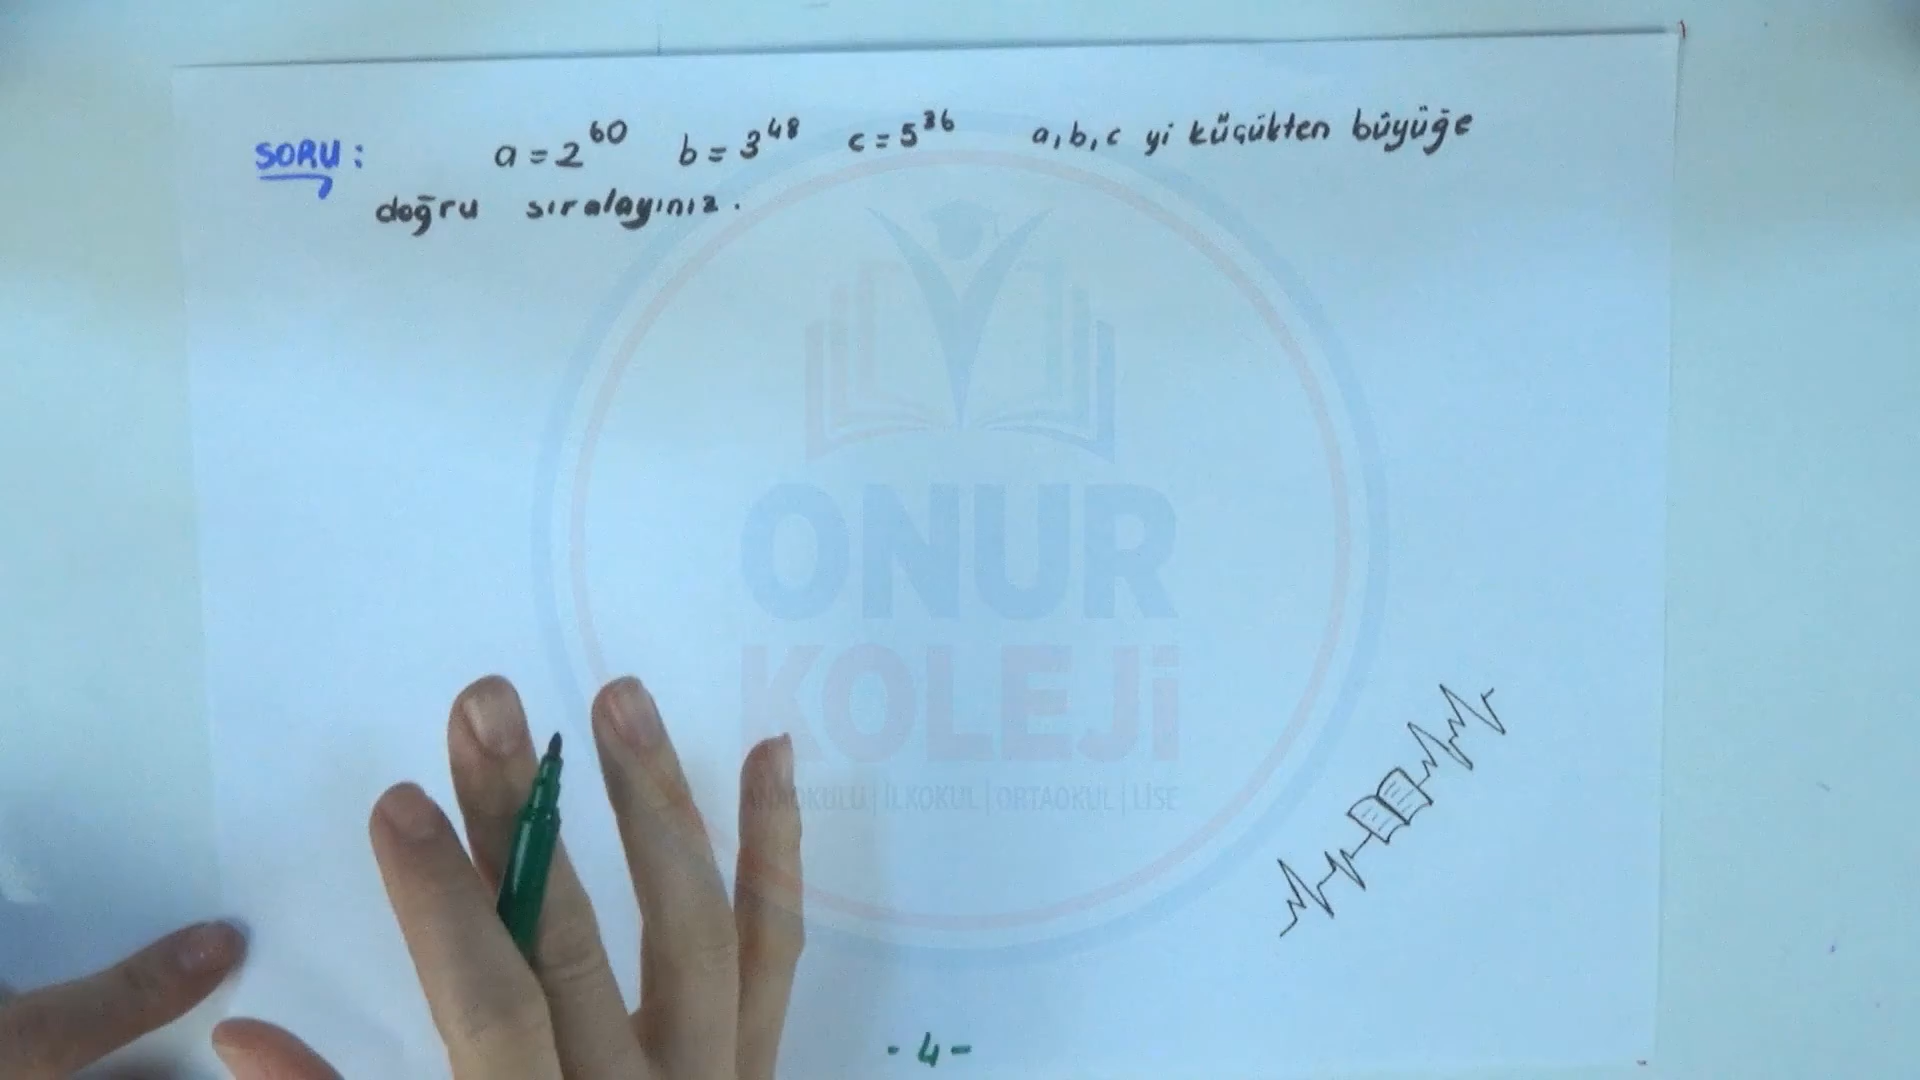 SORU : a = 2^60 b = 3^48 c = 5^36 a, b, c yi küçükten büyüğe
doğru sıralayınız.
ONUR
KOLEJİ
ANAOKULU | İLKOKUL | ORTAOKUL | LİSE
- 4 -